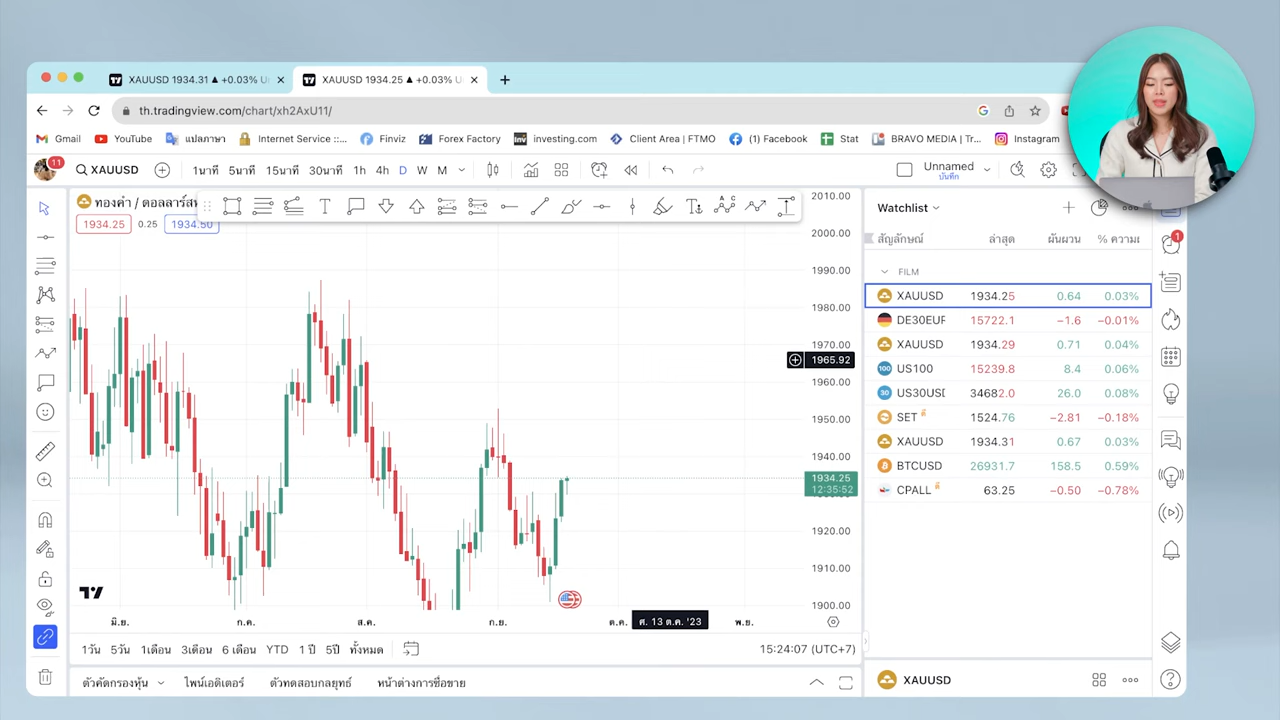 XAUUSD 1934.31 ▲ +0.03% U
XAUUSD 1934.25 ▲ +0.03% U
th.tradingview.com/chart/xh2AxU11/
Gmail
YouTube
แปลภาษา
Internet Service ::...
Finviz
Forex Factory
investing.com
Client Area | FTMO
(1) Facebook
Stat
BRAVO MEDIA | Tr...
Instagram
11
XAUUSD
1นาที 5นาที 15นาที 30นาที 1h 4h D W M
Unnamed
บันทึก
ทองคำ / ดอลลาร์สห
1934.25 0.25 1934.50
2010.00
2000.00
1990.00
1980.00
1970.00
1965.92
1960.00
1950.00
1940.00
1934.25
12:35:52
1920.00
1910.00
1900.00
มิ.ย. ก.ค. ส.ค. ก.ย. ต.ค. ศ. 13 ต.ค. '23 พ.ย.
1วัน 5วัน 1เดือน 3เดือน 6 เดือน YTD 1 ปี 5ปี ทั้งหมด
15:24:07 (UTC+7)
ตัวคัดกรองหุ้น ไพน์เอดิเตอร์ ตัวทดสอบกลยุทธ์ หน้าต่างการซื้อขาย
Watchlist
สัญลักษณ์ ล่าสุด ผันผวน % ความเ
FILM
XAUUSD 1934.25 0.64 0.03%
DE30EUR 15722.1 −1.6 −0.01%
XAUUSD 1934.29 0.71 0.04%
100 US100 15239.8 8.4 0.06%
30 US30USD 34682.0 26.0 0.08%
SET 1524.76 −2.81 −0.18%
XAUUSD 1934.31 0.67 0.03%
BTCUSD 26931.7 158.5 0.59%
CPALL 63.25 −0.50 −0.78%
1
XAUUSD